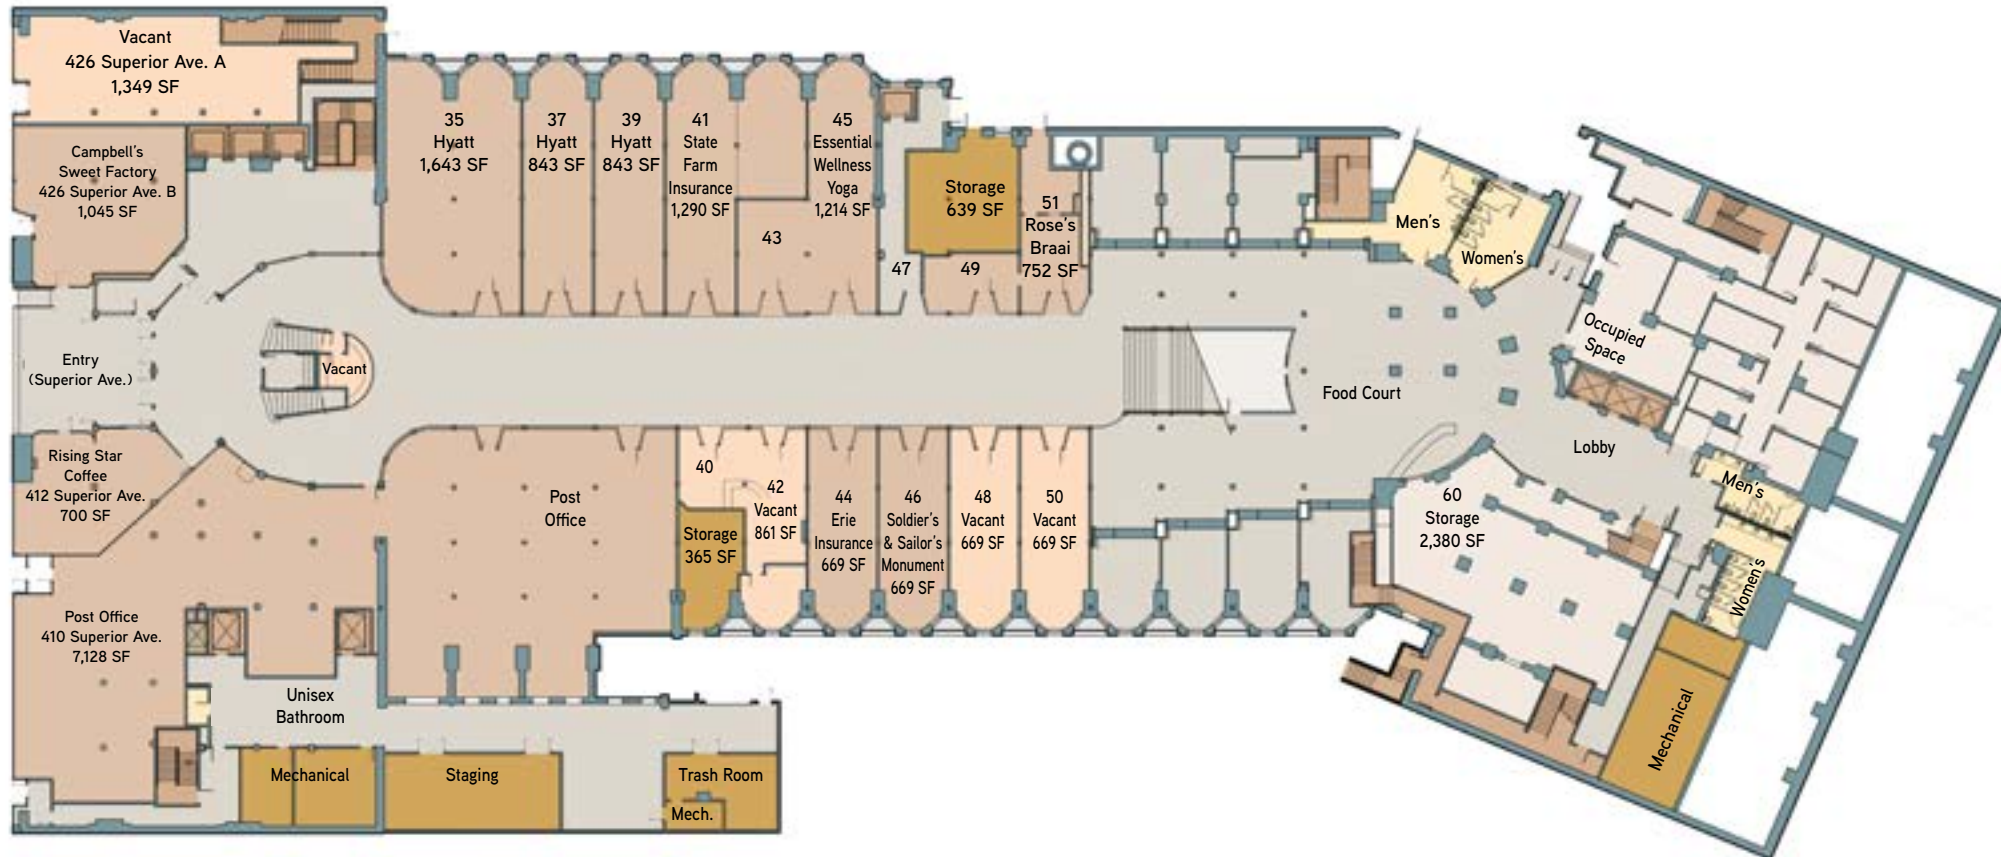 Vacant
426 Superior Ave. A
1,349 SF
Campbell's
Sweet Factory
426 Superior Ave. B
1,045 SF
35
Hyatt
1,643 SF
37
Hyatt
843 SF
39
Hyatt
843 SF
41
State
Farm
Insurance
1,290 SF
43
45
Essential
Wellness
Yoga
1,214 SF
47
Storage
639 SF
49
51
Rose's
Braai
752 SF
Men's
Women's
Occupied
Space
Entry
(Superior Ave.)
Vacant
Food Court
Lobby
Rising Star
Coffee
412 Superior Ave.
700 SF
Post
Office
40
Storage
365 SF
42
Vacant
861 SF
44
Erie
Insurance
669 SF
46
Soldier's
& Sailor's
Monument
669 SF
48
Vacant
669 SF
50
Vacant
669 SF
60
Storage
2,380 SF
Men's
Women's
Post Office
410 Superior Ave.
7,128 SF
Unisex
Bathroom
Mechanical
Staging
Trash Room
Mech.
Mechanical